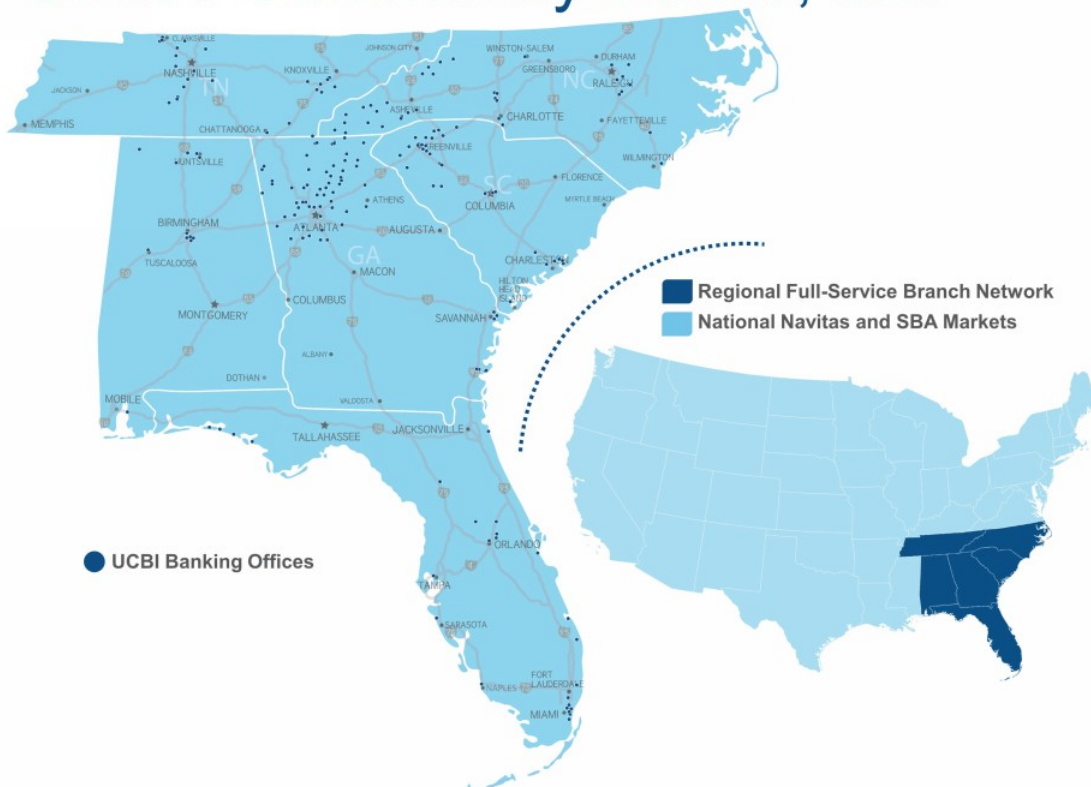 CLARKSVILLE
NASHVILLE
TN
JACKSON
MEMPHIS
KNOXVILLE
CHATTANOOGA
JOHNSON CITY
WINSTON-SALEM
GREENSBORO
DURHAM
NC
RALEIGH
ASHEVILLE
CHARLOTTE
FAYETTEVILLE
WILMINGTON
HUNTSVILLE
GREENVILLE
SC
FLORENCE
COLUMBIA
MYRTLE BEACH
ATHENS
ATLANTA
AUGUSTA
BIRMINGHAM
TUSCALOOSA
GA
MACON
CHARLESTON
HILTON
HEAD
ISLAND
COLUMBUS
MONTGOMERY
SAVANNAH
ALBANY
DOTHAN
VALDOSTA
MOBILE
TALLAHASSEE
JACKSONVILLE
ORLANDO
TAMPA
SARASOTA
FORT
LAUDERDALE
NAPLES
MIAMI
Regional Full-Service Branch Network
National Navitas and SBA Markets
UCBI Banking Offices